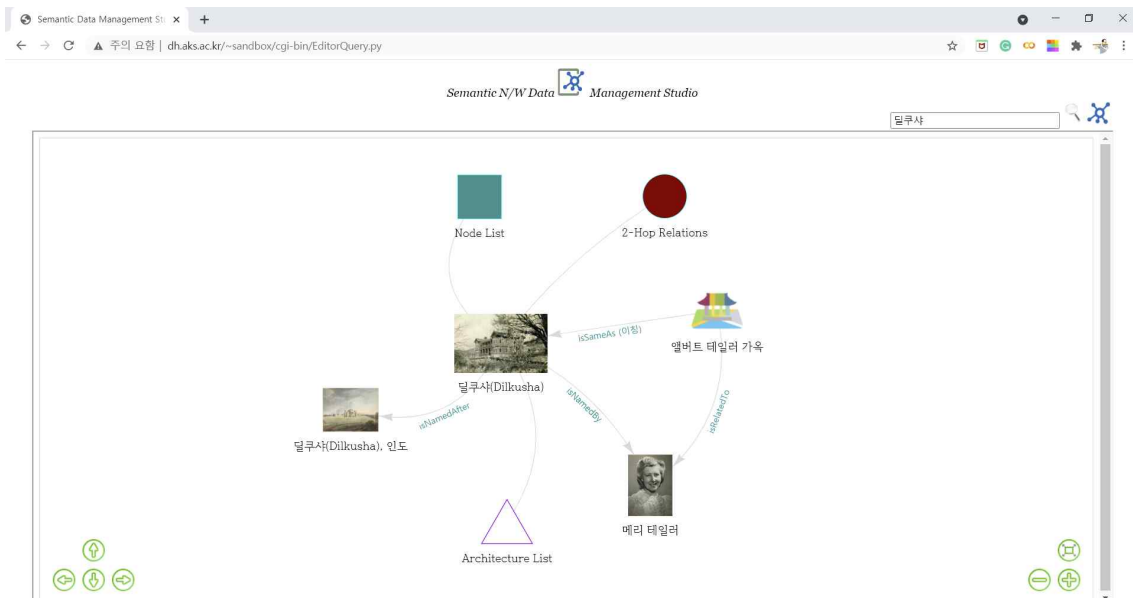 Semantic Data Management St
주의 요함 | dh.aks.ac.kr/~sandbox/cgi-bin/EditorQuery.py
Semantic N/W Data Management Studio
딜쿠샤
Node List
2-Hop Relations
isSameAs (이칭)
앨버트 테일러 가옥
딜쿠샤(Dilkusha)
isNamedAfter
isNamedBy
isRelatedTo
딜쿠샤(Dilkusha), 인도
메리 테일러
Architecture List